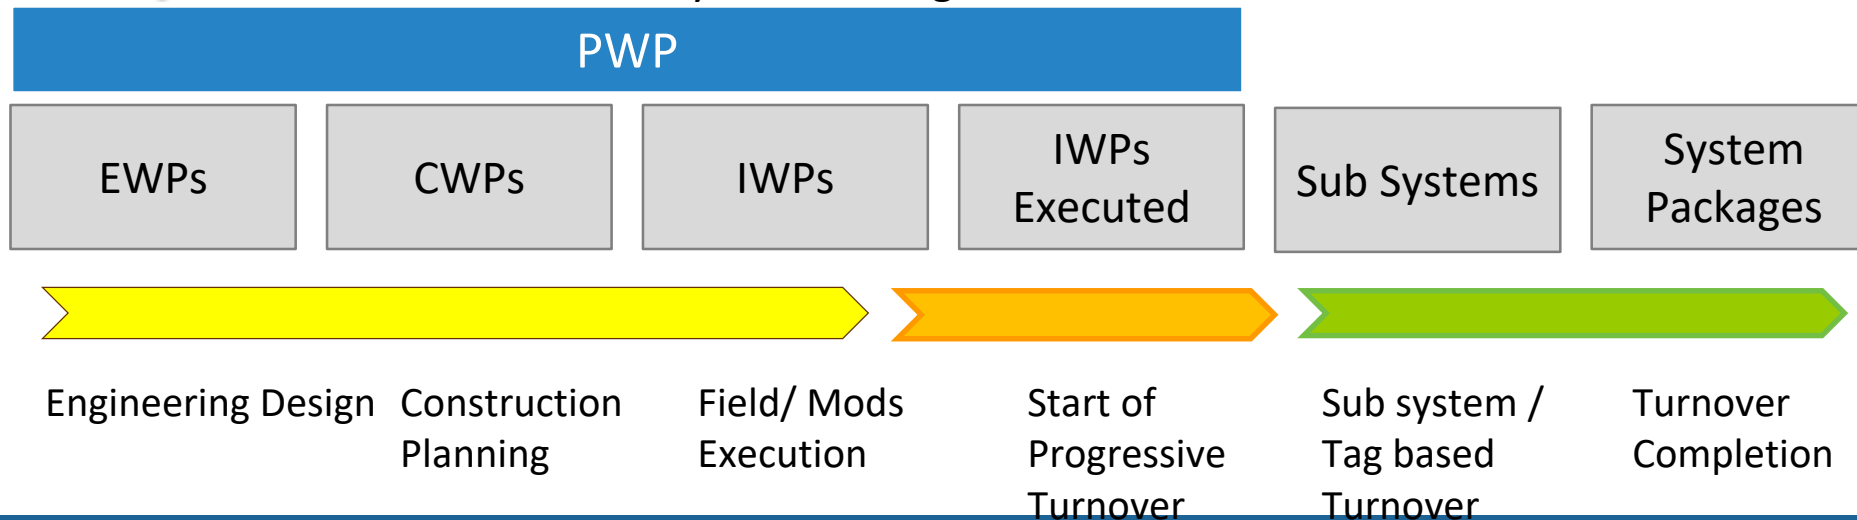 PWP
EWPs
CWPs
IWPs
IWPs
Executed
Sub Systems
System
Packages
Engineering Design
Construction
Planning
Field/ Mods
Execution
Start of
Progressive
Turnover
Sub system /
Tag based
Turnover
Turnover
Completion